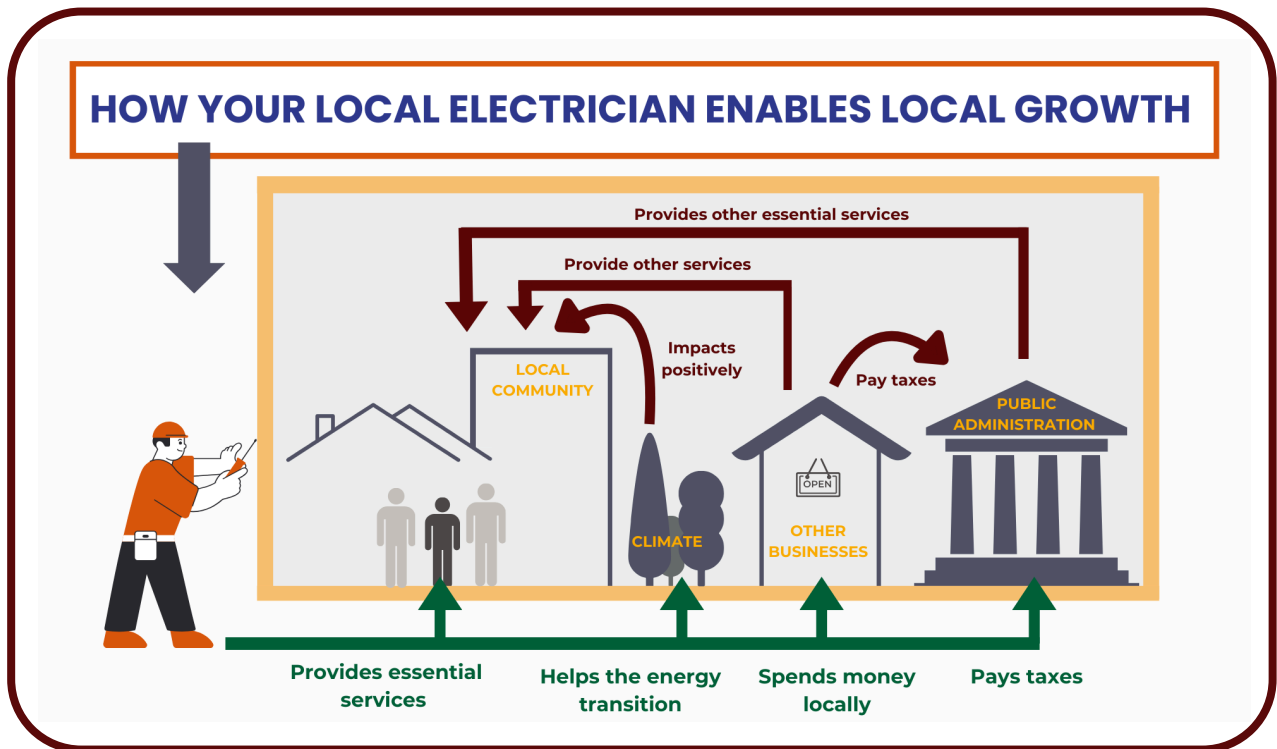 HOW YOUR LOCAL ELECTRICIAN ENABLES LOCAL GROWTH
Provides other essential services
Provide other services
Impacts
positively
Pay taxes
LOCAL
COMMUNITY
PUBLIC
ADMINISTRATION
OPEN
CLIMATE
OTHER
BUSINESSES
Provides essential
services
Helps the energy
transition
Spends money
locally
Pays taxes